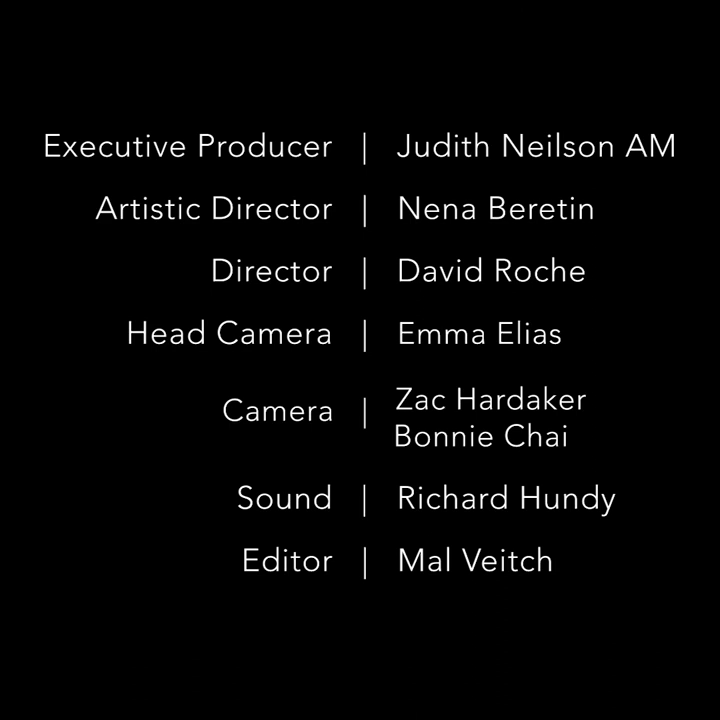 Executive Producer | Judith Neilson AM
Artistic Director | Nena Beretin
Director | David Roche
Head Camera | Emma Elias
Camera | Zac Hardaker
Bonnie Chai
Sound | Richard Hundy
Editor | Mal Veitch